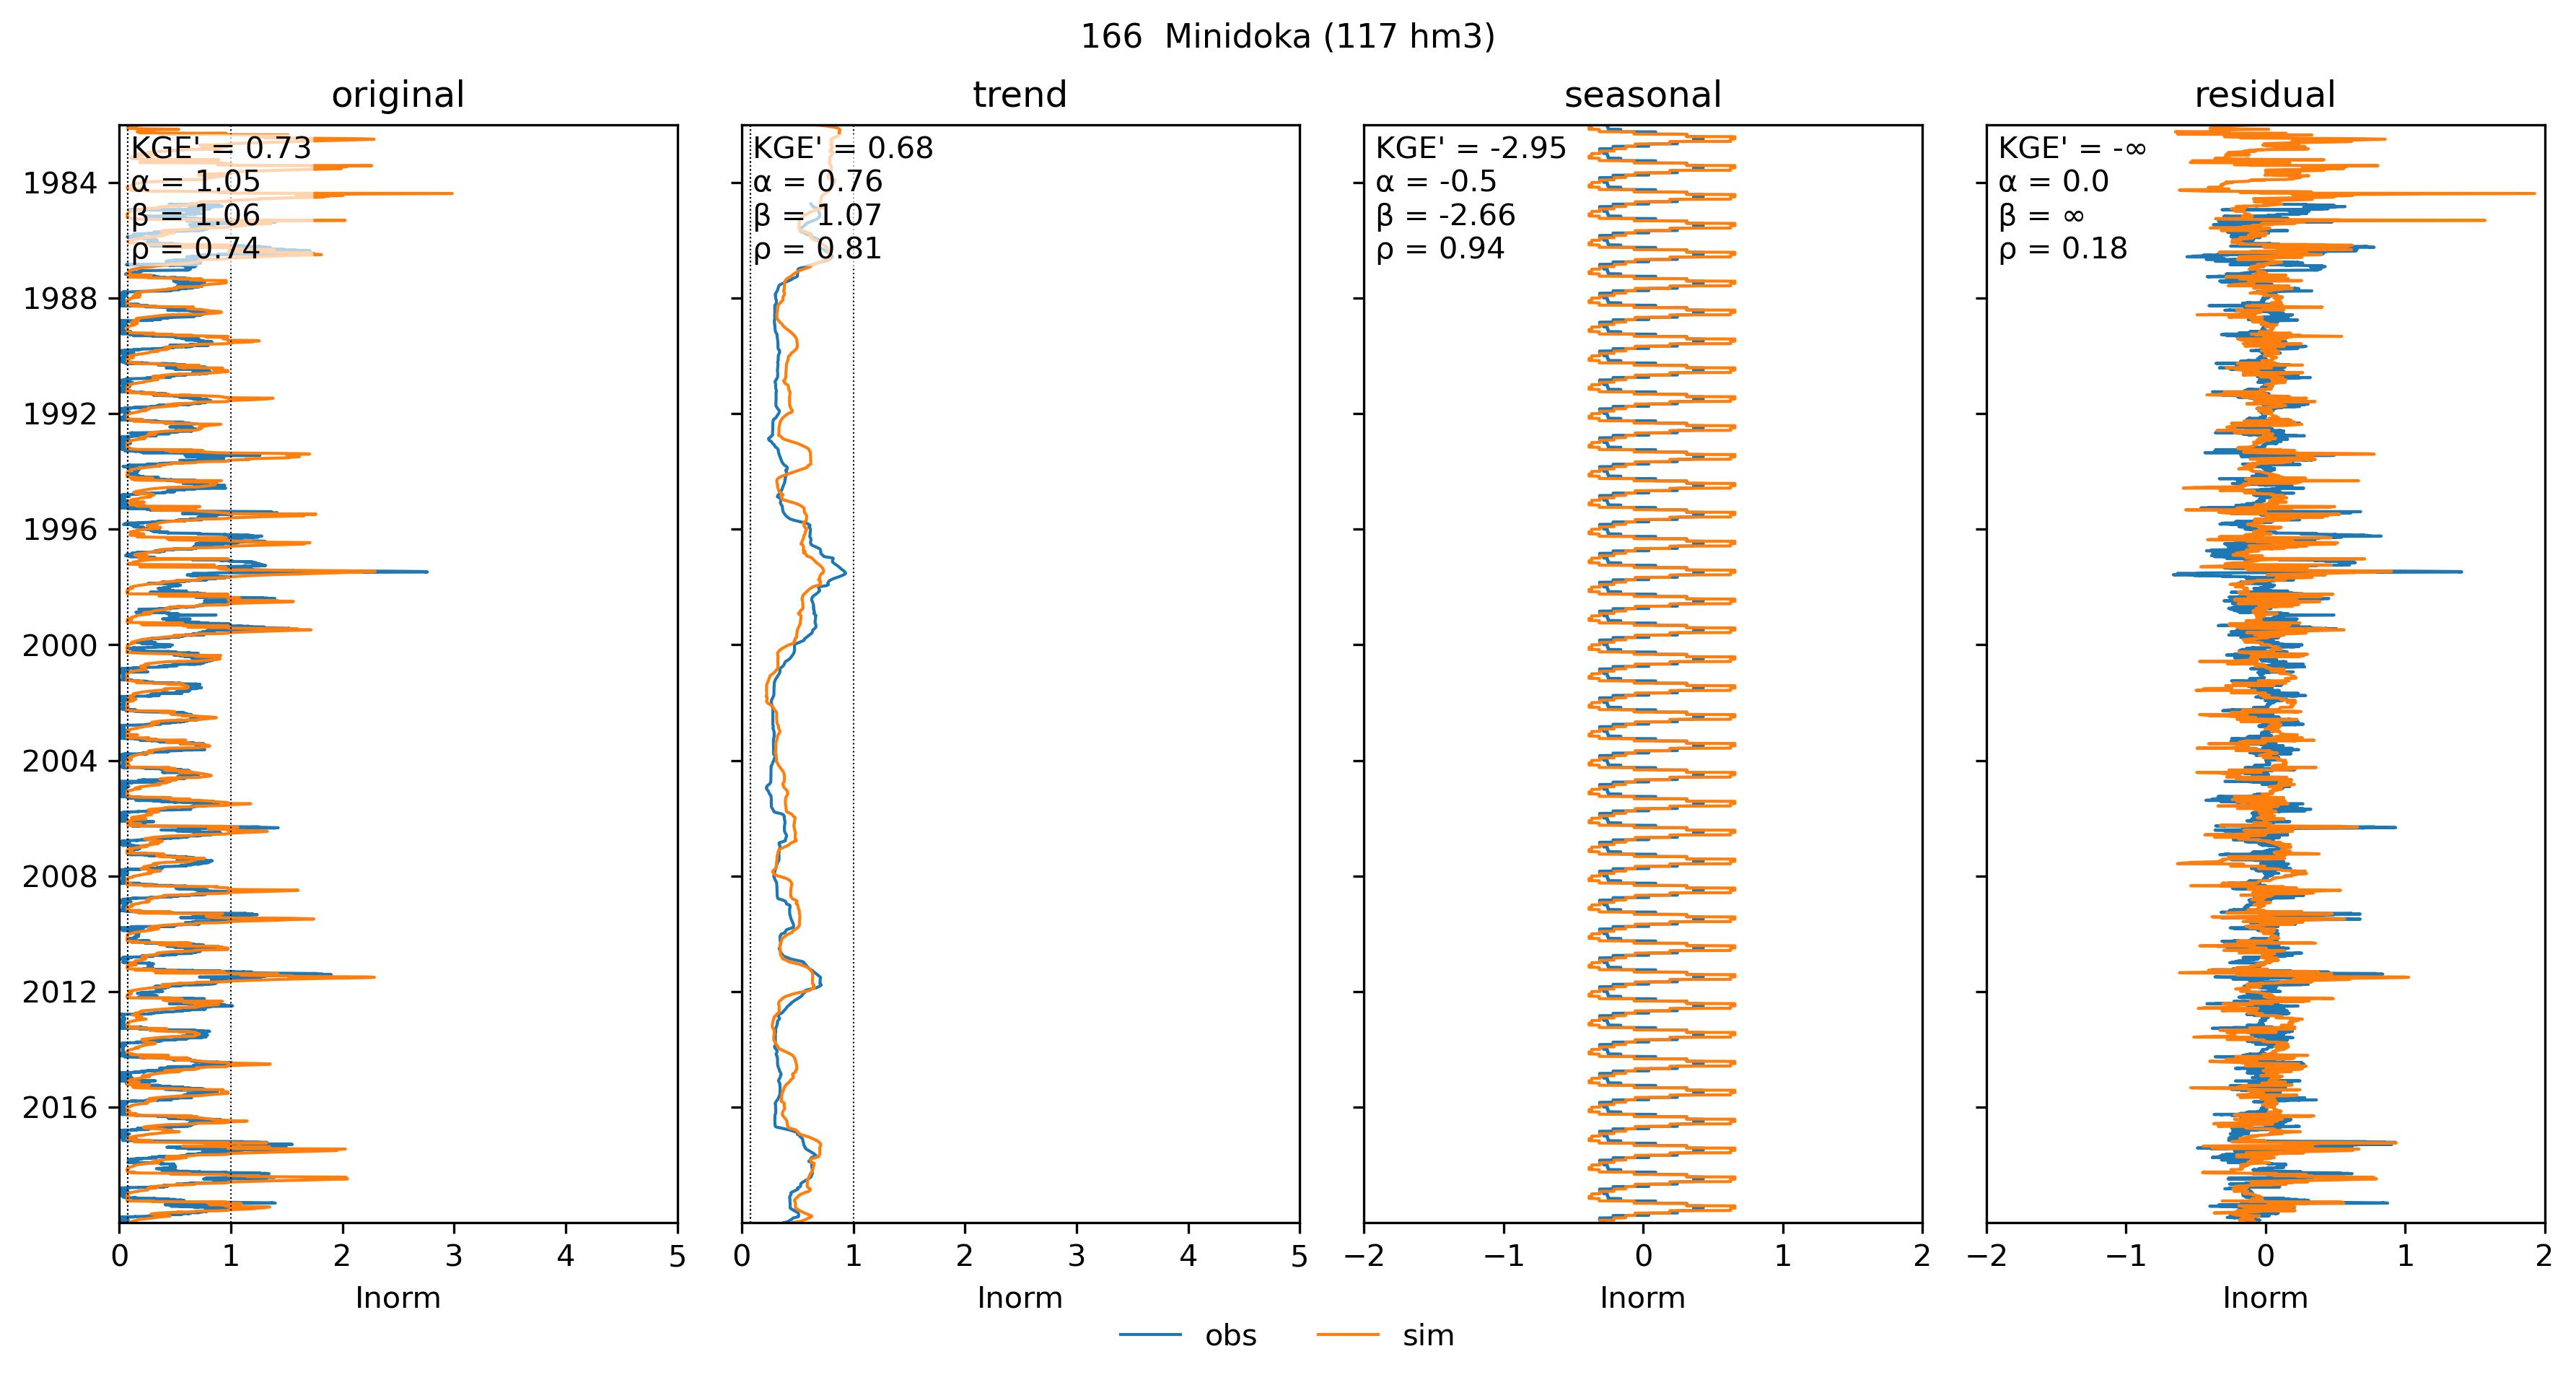 166  Minidoka (117 hm3)
original
trend
seasonal
residual
KGE' = 0.73
α = 1.05
β = 1.06
ρ = 0.74
KGE' = 0.68
α = 0.76
β = 1.07
ρ = 0.81
KGE' = -2.95
α = -0.5
β = -2.66
ρ = 0.94
KGE' = -∞
α = 0.0
β = ∞
ρ = 0.18
1984
1988
1992
1996
2000
2004
2008
2012
2016
0 1 2 3 4 5
0 1 2 3 4 5
−2 −1 0 1 2
−2 −1 0 1 2
Inorm
Inorm
Inorm
Inorm
obs
sim